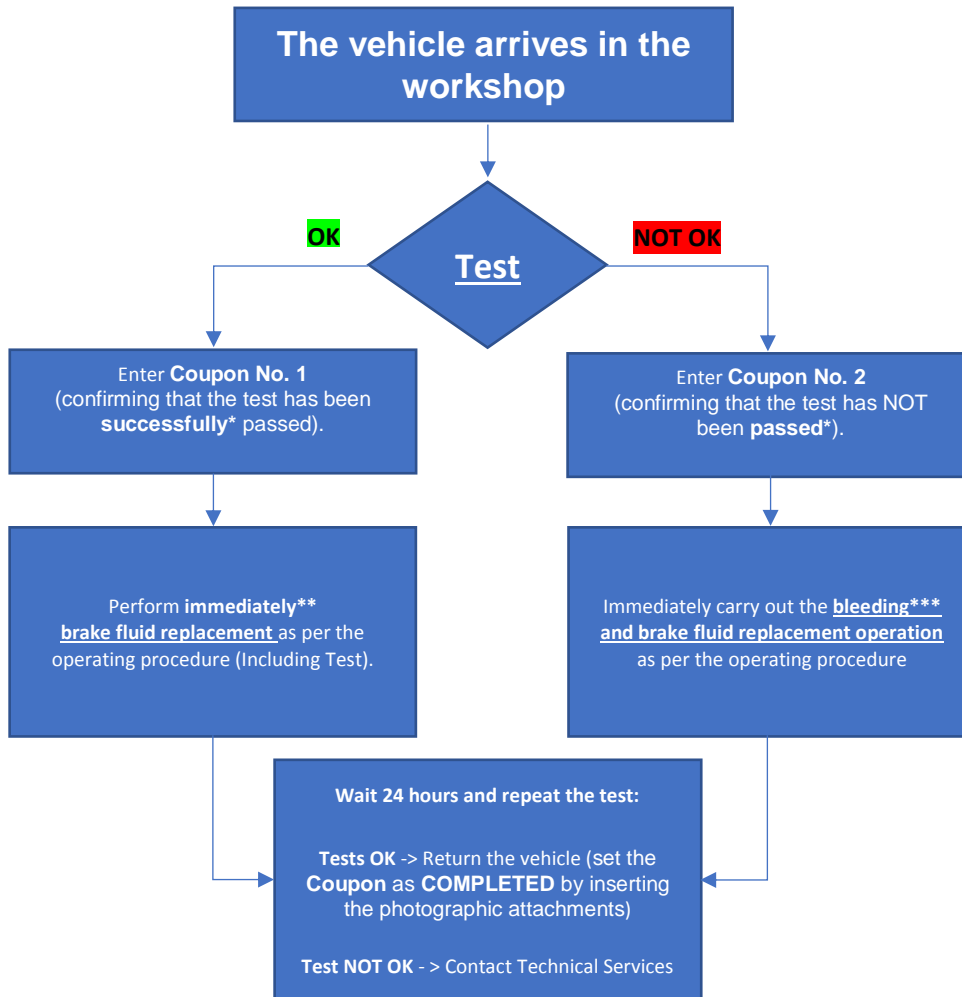 The vehicle arrives in the
workshop
OK
NOT OK
Test
Enter Coupon No. 1
(confirming that the test has been
successfully* passed).
Enter Coupon No. 2
(confirming that the test has NOT
been passed*).
Perform immediately**
brake fluid replacement as per the
operating procedure (Including Test).
Immediately carry out the bleeding***
and brake fluid replacement operation
as per the operating procedure
Wait 24 hours and repeat the test:
Tests OK -> Return the vehicle (set the
Coupon as COMPLETED by inserting
the photographic attachments)
Test NOT OK - > Contact Technical Services